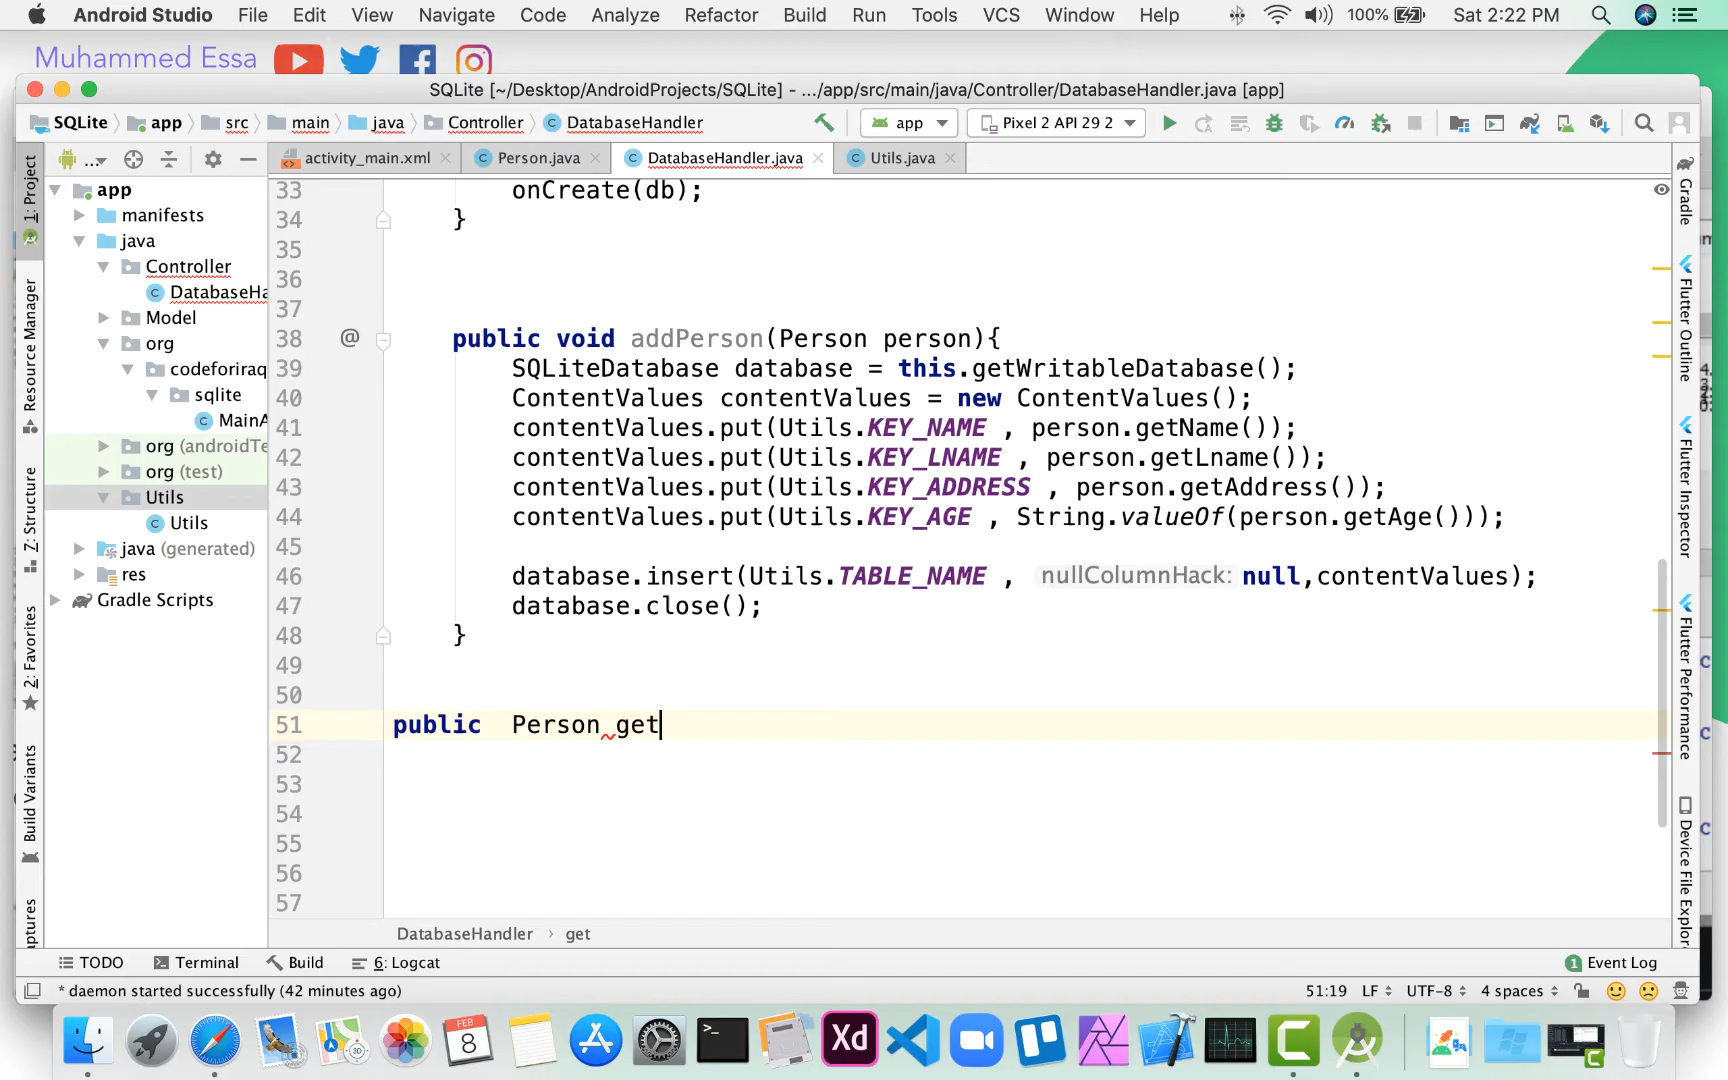 Android Studio File Edit View Navigate Code Analyze Refactor Build Run Tools VCS Window Help 100% Sat 2:22 PM
Muhammed Essa
SQLite [~/Desktop/AndroidProjects/SQLite] - .../app/src/main/java/Controller/DatabaseHandler.java [app]
SQLite app src main java Controller DatabaseHandler app Pixel 2 API 29 2
... activity_main.xml Person.java DatabaseHandler.java Utils.java
app
manifests
java
Controller
DatabaseHa
Model
org
codeforiraq
sqlite
MainA
org (androidTe
org (test)
Utils
Utils
java (generated)
res
Gradle Scripts
1: Project
Resource Manager
Z: Structure
2: Favorites
Build Variants
aptures
33 onCreate(db);
34 }
35
36
37
38 @ public void addPerson(Person person){
39 SQLiteDatabase database = this.getWritableDatabase();
40 ContentValues contentValues = new ContentValues();
41 contentValues.put(Utils.KEY_NAME , person.getName());
42 contentValues.put(Utils.KEY_LNAME , person.getLname());
43 contentValues.put(Utils.KEY_ADDRESS , person.getAddress());
44 contentValues.put(Utils.KEY_AGE , String.valueOf(person.getAge()));
45
46 database.insert(Utils.TABLE_NAME , nullColumnHack: null,contentValues);
47 database.close();
48 }
49
50
51 public  Person get
52
53
54
55
56
57
DatabaseHandler › get
Gradle
Flutter Outline
Flutter Inspector
Flutter Performance
Device File Explor
TODO Terminal Build 6: Logcat 1 Event Log
* daemon started successfully (42 minutes ago) 51:19 LF UTF-8 4 spaces
FEB
8
3D
Xd
C